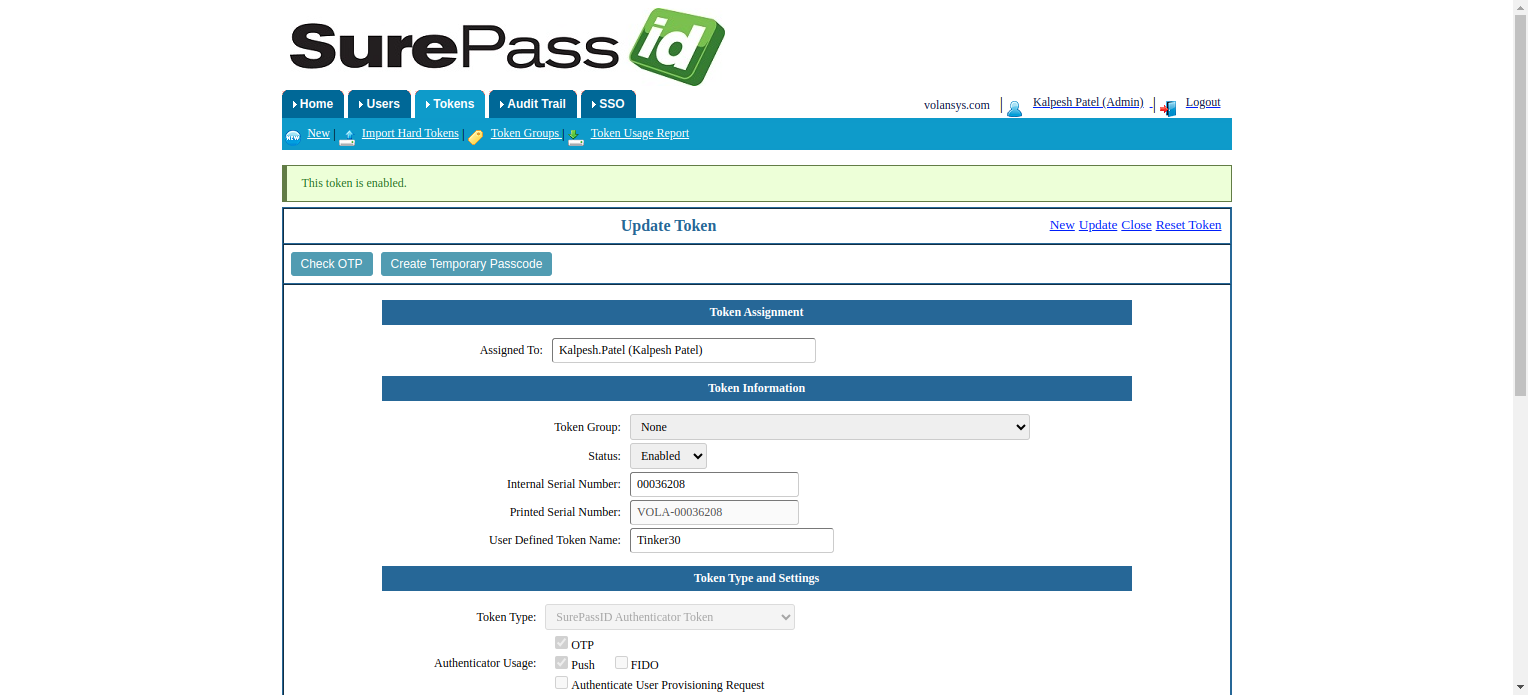 SurePass id
Home Users Tokens Audit Trail SSO
volansys.com | Kalpesh Patel (Admin) - | Logout
New | Import Hard Tokens | Token Groups | Token Usage Report
This token is enabled.
Update Token
New Update Close Reset Token
Check OTP Create Temporary Passcode
Token Assignment
Assigned To: Kalpesh.Patel (Kalpesh Patel)
Token Information
Token Group: None
Status: Enabled
Internal Serial Number: 00036208
Printed Serial Number: VOLA-00036208
User Defined Token Name: Tinker30
Token Type and Settings
Token Type: SurePassID Authenticator Token
OTP
Authenticator Usage: Push FIDO
Authenticate User Provisioning Request